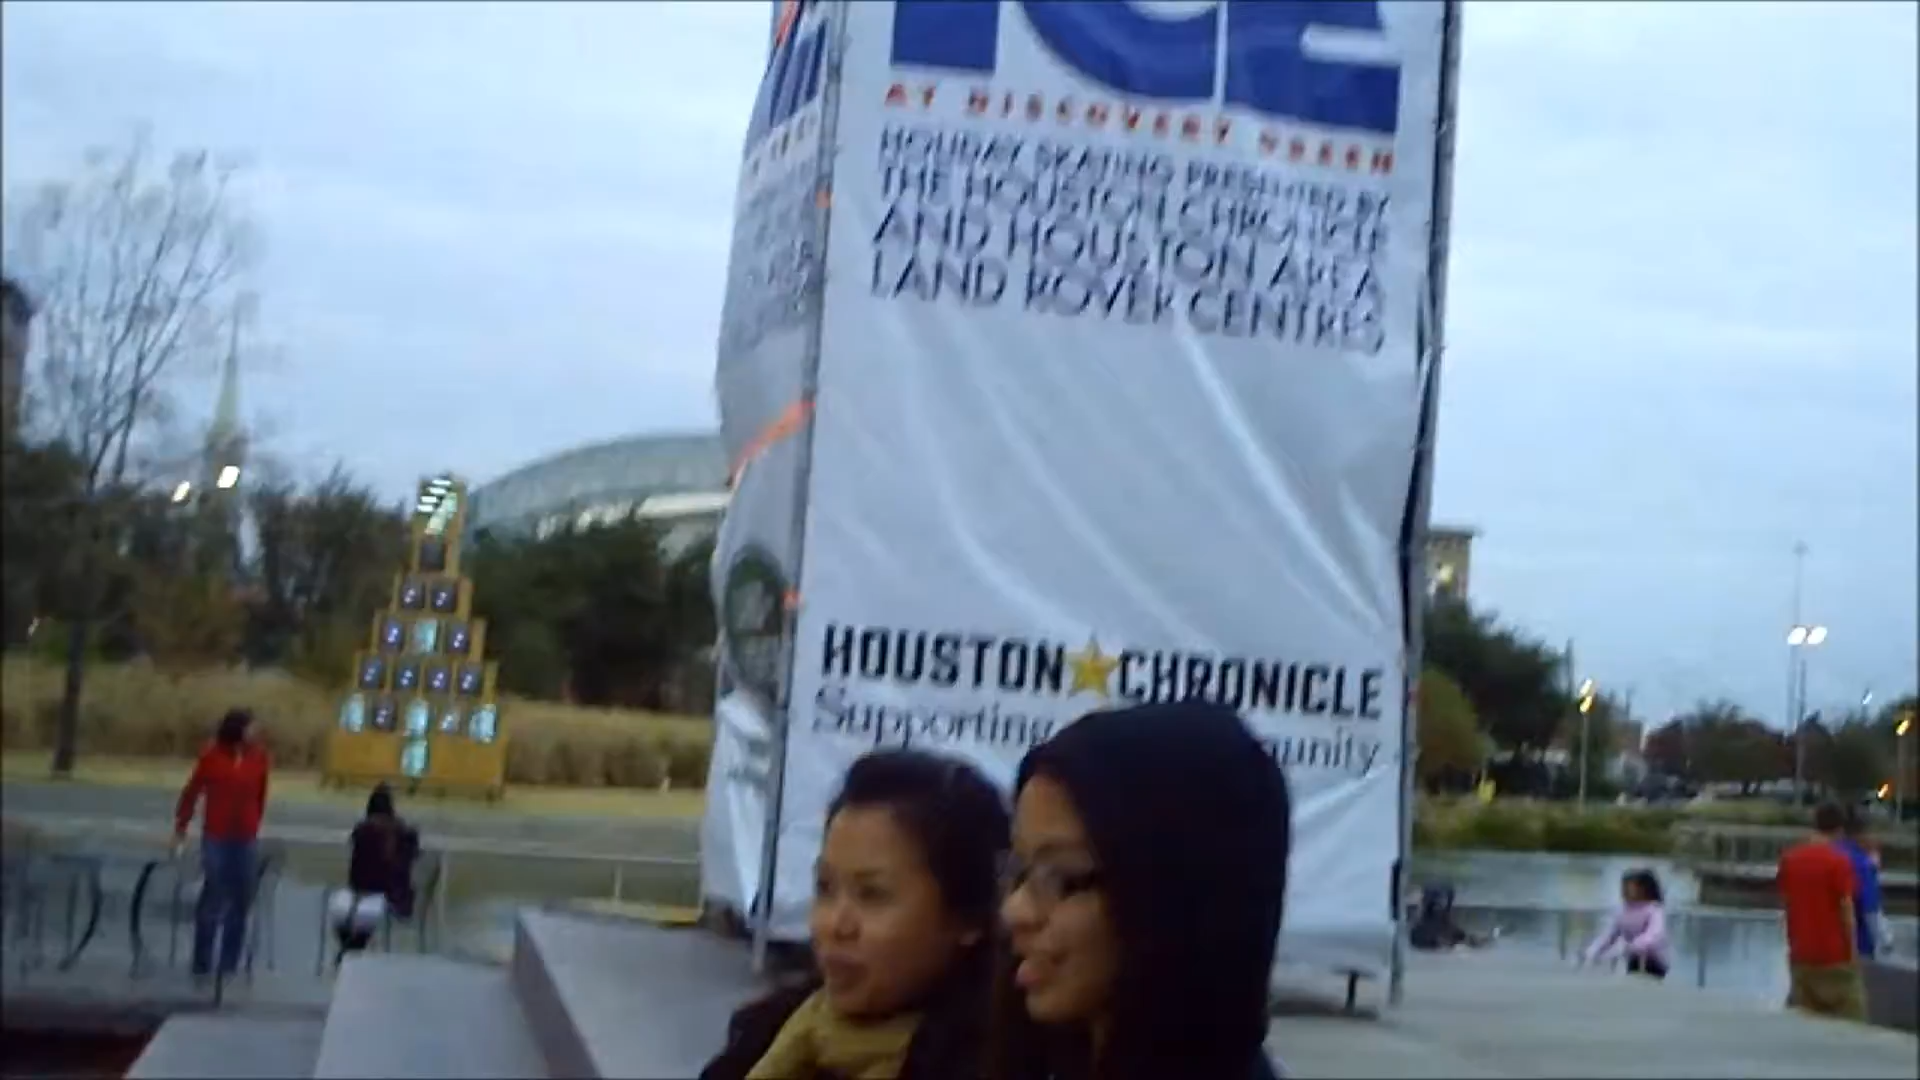 ICE
AT DISCOVERY GREEN
HOLIDAY SKATING PRESENTED BY
THE HOUSTON CHRONICLE
AND HOUSTON AREA
LAND ROVER CENTRES
HOUSTON CHRONICLE
Supporting unity